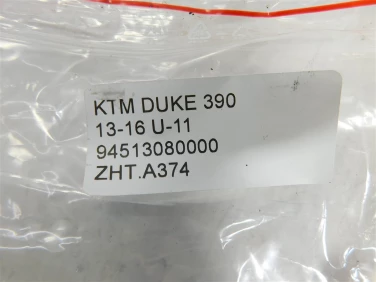 KTM DUKE 390
13-16 U-11
94513080000
ZHT.A374